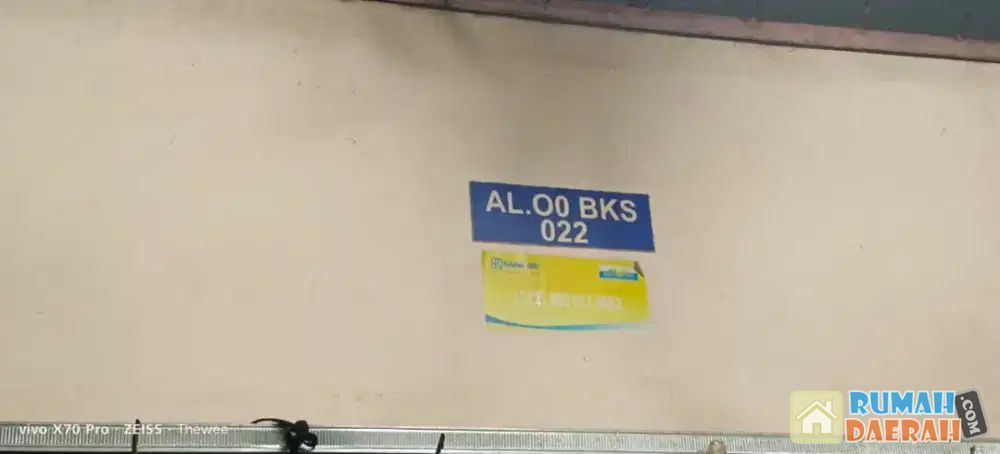 AL.O0 BKS
022
vivo X70 Pro · ZEISS · Thewee
RUMAH
DAERAH
.COM